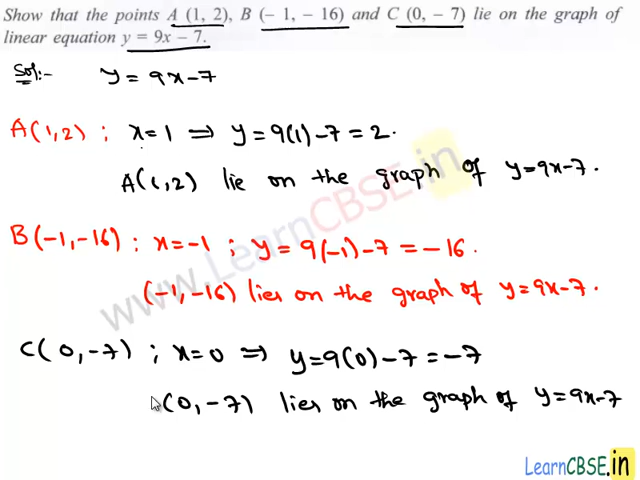 Show that the points A (1, 2), B (– 1, – 16) and C (0, – 7) lie on the graph of
linear equation y = 9x – 7.
Sol:- y = 9x-7
A(1,2) ; x=1 ⇒ y=9(1)-7=2.
A(1,2) lie on the graph of y=9x-7.
B(-1,-16) ; x=-1 ; y=9(-1)-7=-16.
(-1,-16) lies on the graph of y=9x-7.
C(0,-7) ; x=0 ⇒ y=9(0)-7=-7
(0,-7) lies on the graph of y=9x-7
www.LearnCBSE.in
LearnCBSE.in